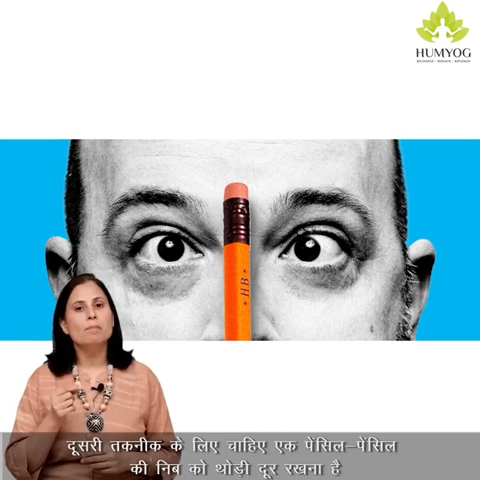 HUMYOG
HB
दूसरी तकनीक के लिए चाहिए एक पेंसिल–पेंसिल
की निब को थोड़ी दूर रखना है